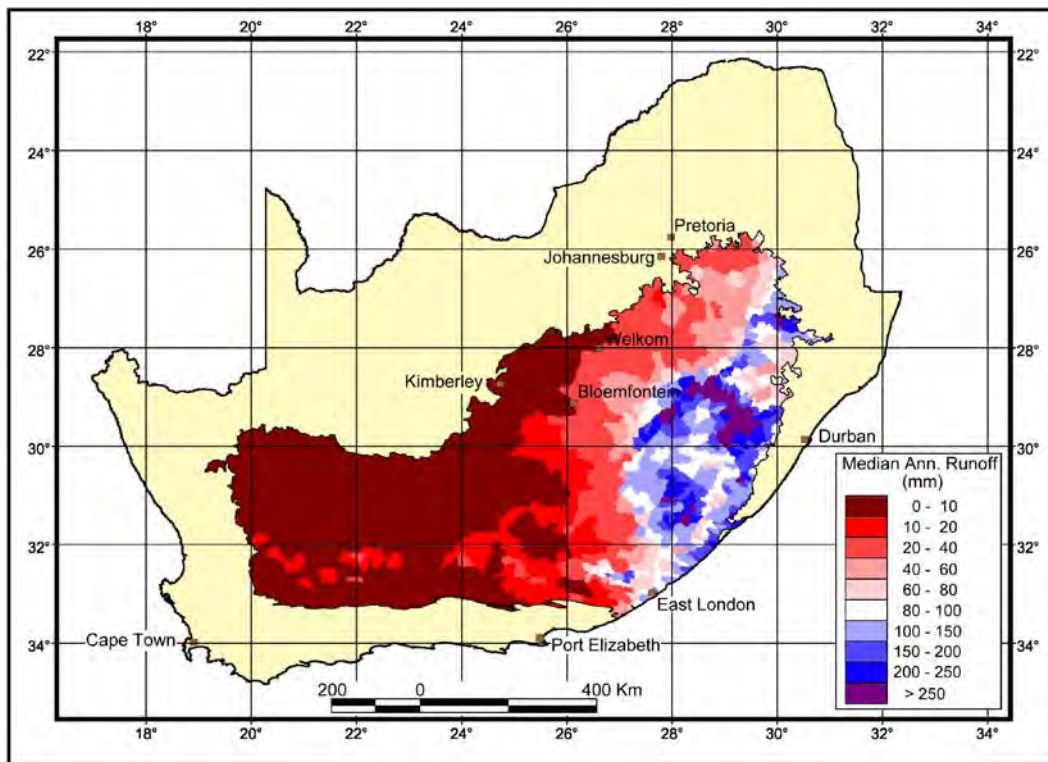 18° 20° 22° 24° 26° 28° 30° 32° 34°
22° 22°
24° 24°
Pretoria
26° 26°
Johannesburg
28° Welkom 28°
Kimberley
Bloemfontein
30° Durban 30°
Median Ann. Runoff
(mm)
0 - 10
10 - 20
20 - 40
40 - 60
60 - 80
80 - 100
100 - 150
150 - 200
200 - 250
> 250
32° 32°
East London
Cape Town 34° Port Elizabeth 34°
200 0 400 Km
18° 20° 22° 24° 26° 28° 30° 32° 34°